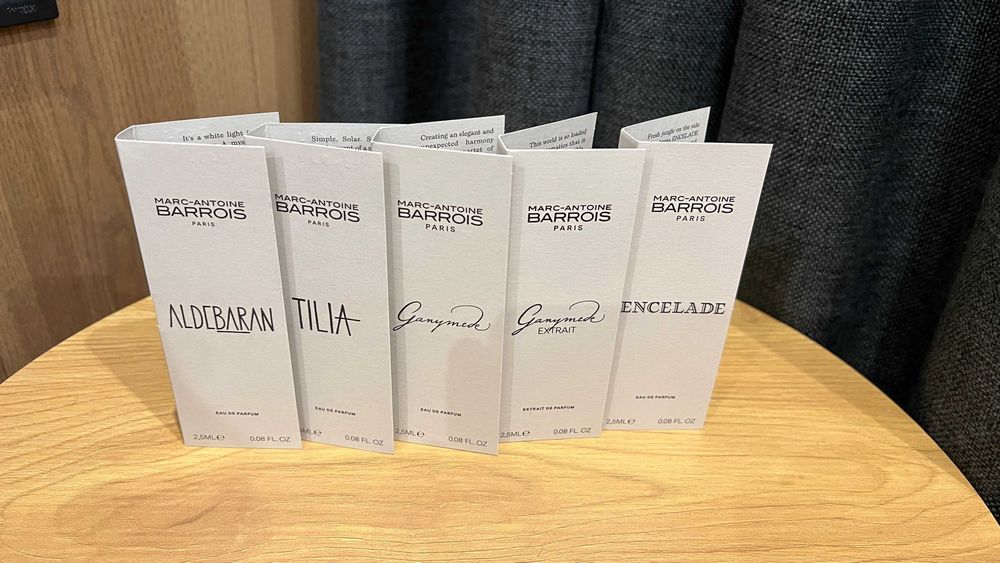 It's a white light
A mys
MARC-ANTOINE
BARROIS
PARIS
ALDEBARAN
EAU DE PARFUM
2,5ML℮ 0.08 FL.OZ
Simple. Solar. S
MARC-ANTOINE
BARROIS
PARIS
TILIA
EAU DE PARFUM
0.08 FL.OZ
Creating an elegant and
unexpected harmony
MARC-ANTOINE
BARROIS
PARIS
Ganymede
EAU DE PARFUM
2,5ML℮ 0.08 FL.OZ
This world is so loaded
MARC-ANTOINE
BARROIS
PARIS
Ganymede
EXTRAIT
EXTRAIT DE PARFUM
2,5ML℮ 0.08 FL.OZ
Fresh jungle on the side
ENCELADE
MARC-ANTOINE
BARROIS
PARIS
ENCELADE
EAU DE PARFUM
2,5ML℮ 0.08 FL.OZ